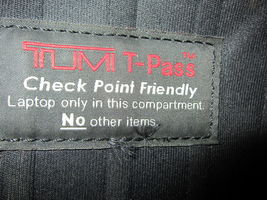 TUMI T-Pass™
Check Point Friendly
Laptop only in this compartment.
No other items.